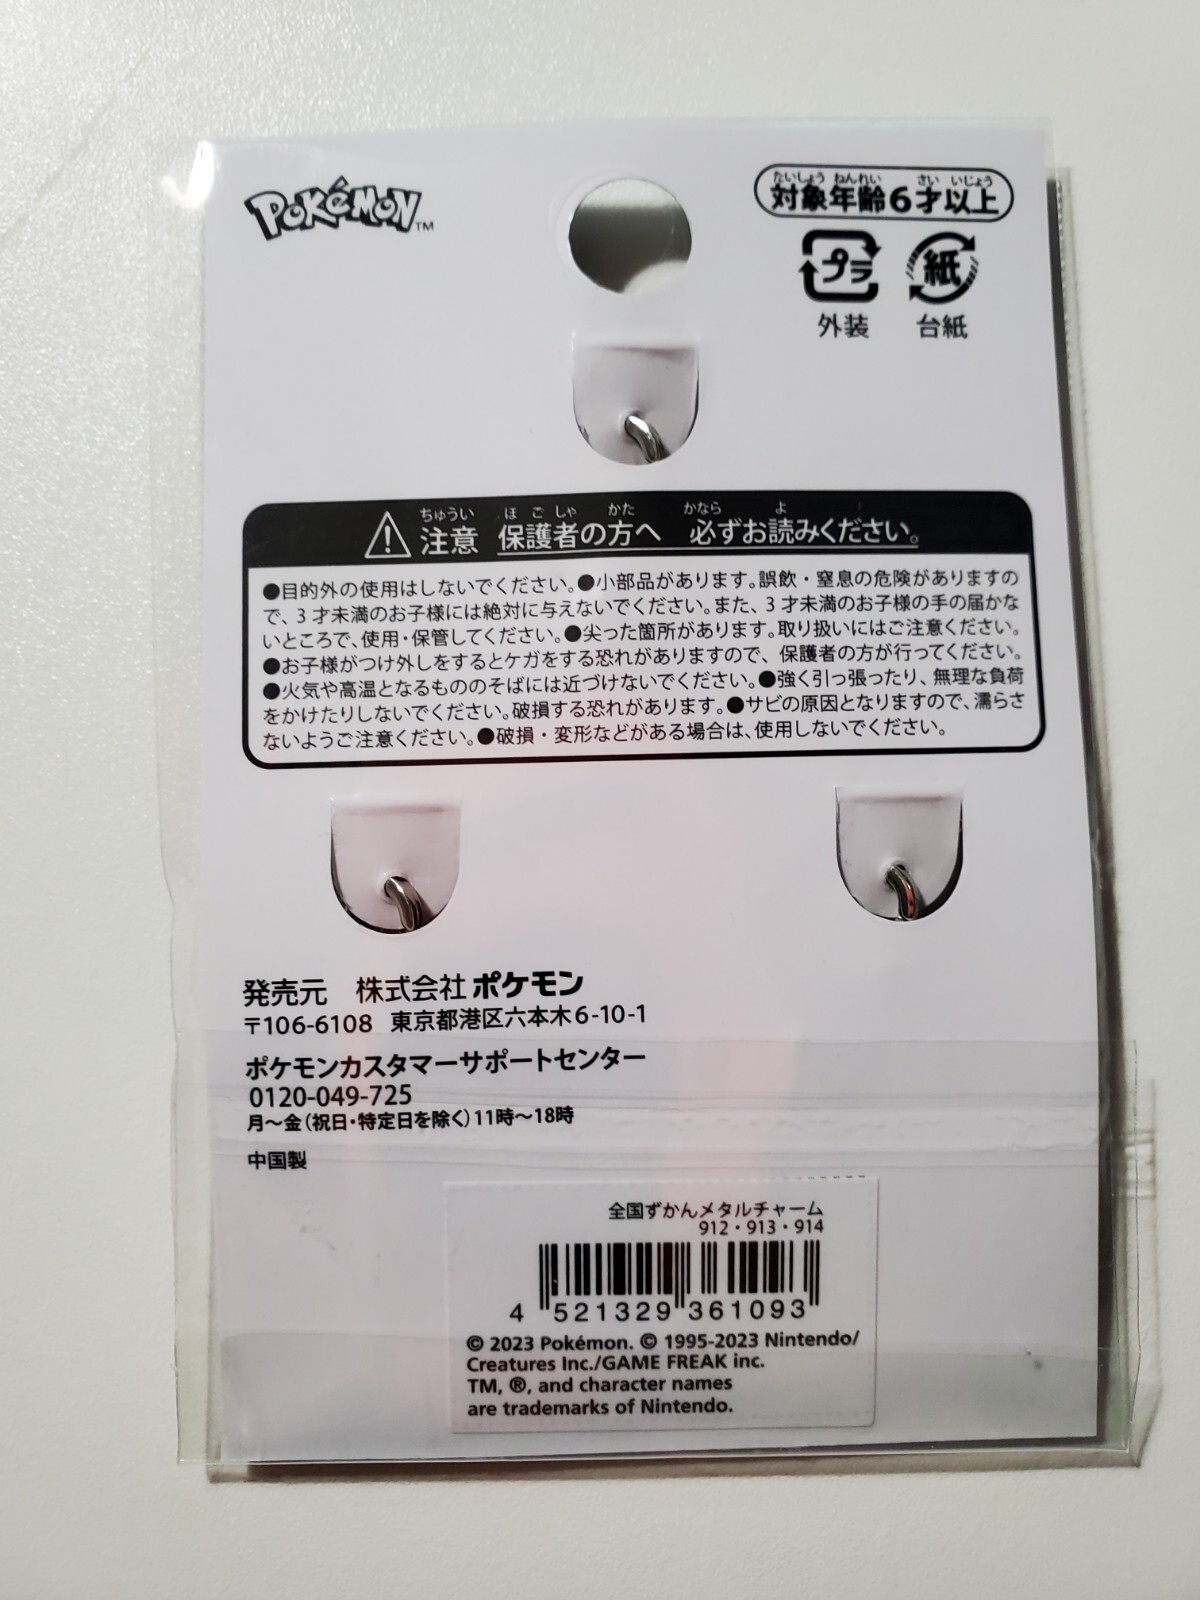 POKéMON™
たいしょう ねんれい さい いじょう
対象年齢6才以上
プラ 紙
外装 台紙
ちゅうい ほごしゃ かた かなら よ
注意 保護者の方へ 必ずお読みください。
●目的外の使用はしないでください。●小部品があります。誤飲・窒息の危険がありますの
で、3才未満のお子様には絶対に与えないでください。また、3才未満のお子様の手の届かな
いところで、使用・保管してください。●尖った箇所があります。取り扱いにはご注意ください。
●お子様がつけ外しをするとケガをする恐れがありますので、保護者の方が行ってください。
●火気や高温となるもののそばには近づけないでください。●強く引っ張ったり、無理な負荷
をかけたりしないでください。破損する恐れがあります。●サビの原因となりますので、濡らさ
ないようご注意ください。●破損・変形などがある場合は、使用しないでください。
発売元 株式会社ポケモン
〒106-6108 東京都港区六本木6-10-1
ポケモンカスタマーサポートセンター
0120-049-725
月～金(祝日・特定日を除く)11時～18時
中国製
全国ずかんメタルチャーム
912・913・914
4 521329 361093
© 2023 Pokémon. © 1995-2023 Nintendo/
Creatures Inc./GAME FREAK inc.
TM, ®, and character names
are trademarks of Nintendo.